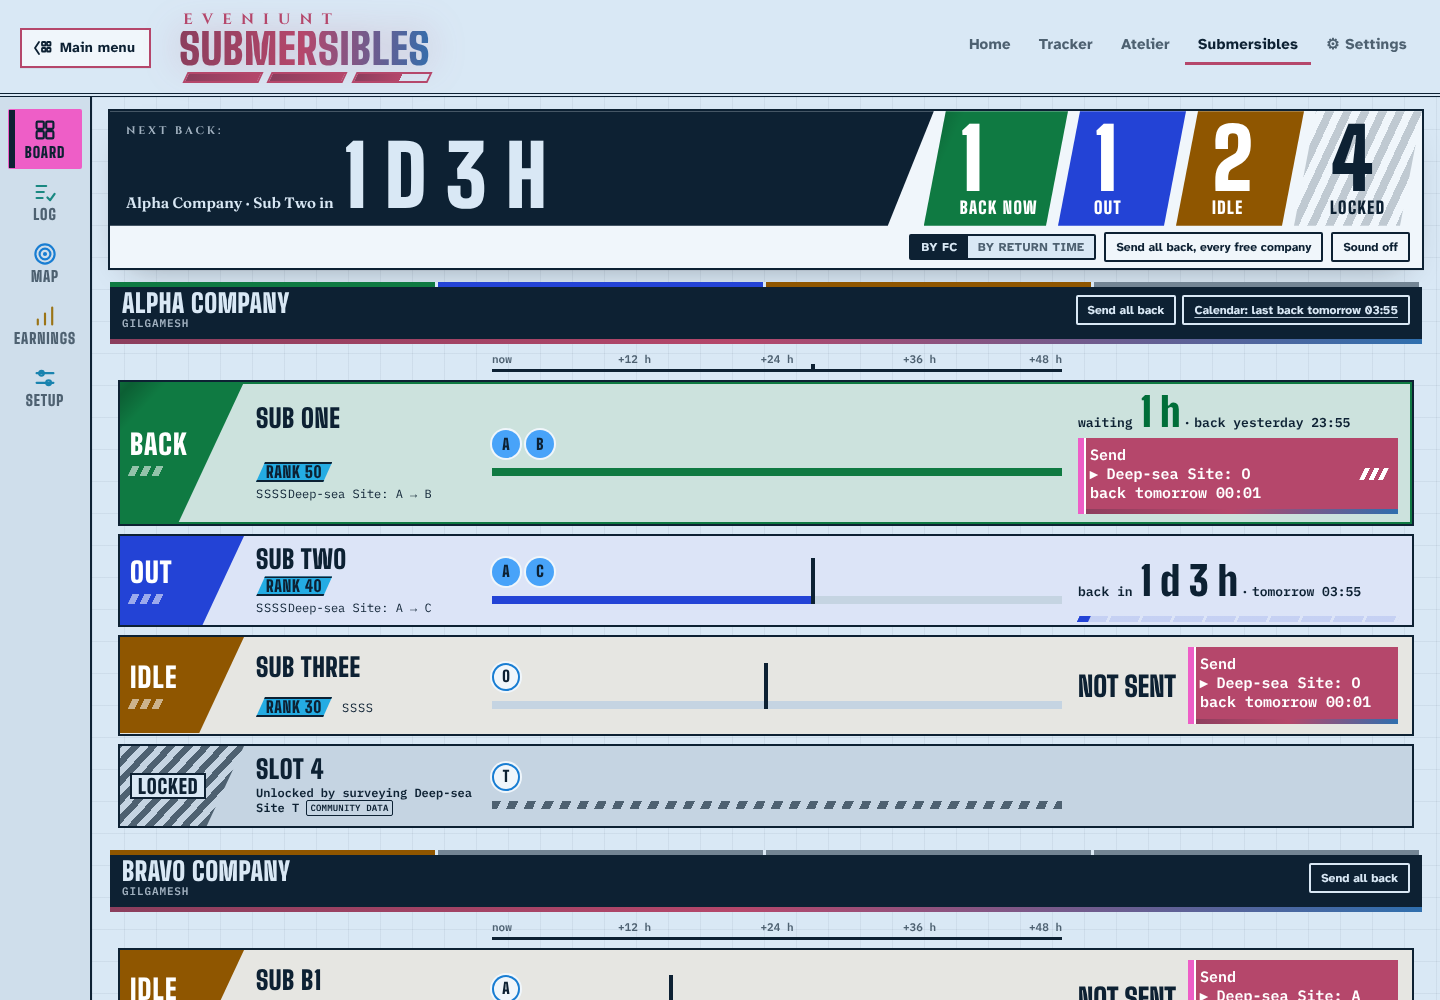 Main menu
EVENIUNT
SUBMERSIBLES
Home
Tracker
Atelier
Submersibles
⚙ Settings
BOARD
LOG
MAP
EARNINGS
SETUP
NEXT BACK:
Alpha Company · Sub Two in 1D3H
1 BACK NOW
1 OUT
2 IDLE
4 LOCKED
BY FC
BY RETURN TIME
Send all back, every free company
Sound off
ALPHA COMPANY
GILGAMESH
Send all back
Calendar: last back tomorrow 03:55
now +12 h +24 h +36 h +48 h
BACK
SUB ONE
RANK 50
SSSSDeep-sea Site: A → B
A B
waiting 1h · back yesterday 23:55
Send
▶ Deep-sea Site: O
back tomorrow 00:01
OUT
SUB TWO
RANK 40
SSSSDeep-sea Site: A → C
A C
back in 1d3h · tomorrow 03:55
IDLE
SUB THREE
RANK 30 SSSS
O
NOT SENT
Send
▶ Deep-sea Site: O
back tomorrow 00:01
LOCKED
SLOT 4
Unlocked by surveying Deep-sea
Site T COMMUNITY DATA
T
BRAVO COMPANY
GILGAMESH
Send all back
now +12 h +24 h +36 h +48 h
IDLE
SUB B1
A
NOT SENT
Send
▶ Deep-sea Site: A